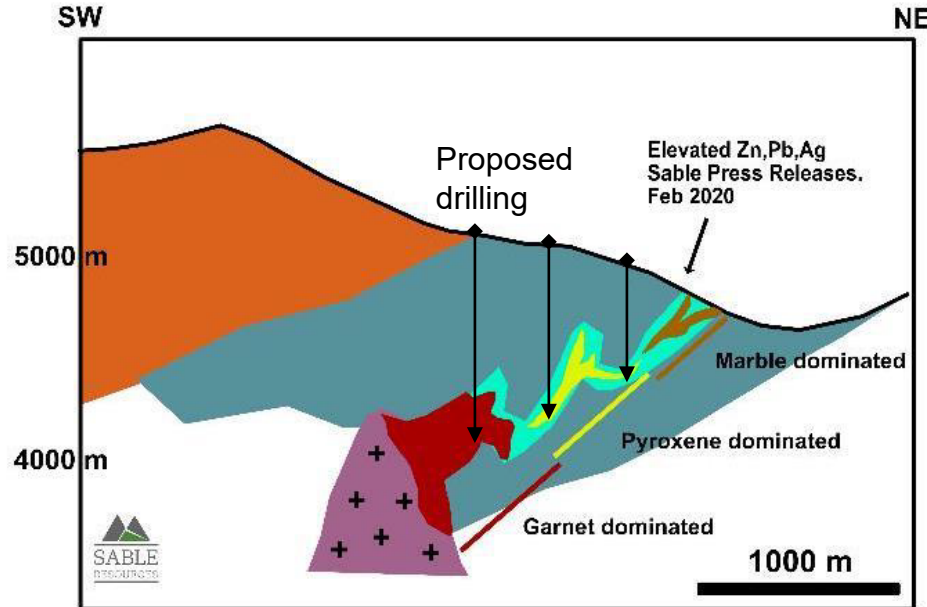 SW
NE
Proposed
drilling
Elevated Zn,Pb,Ag
Sable Press Releases.
Feb 2020
5000 m
Marble dominated
Pyroxene dominated
4000 m
Garnet dominated
SABLE
RESOURCES
1000 m